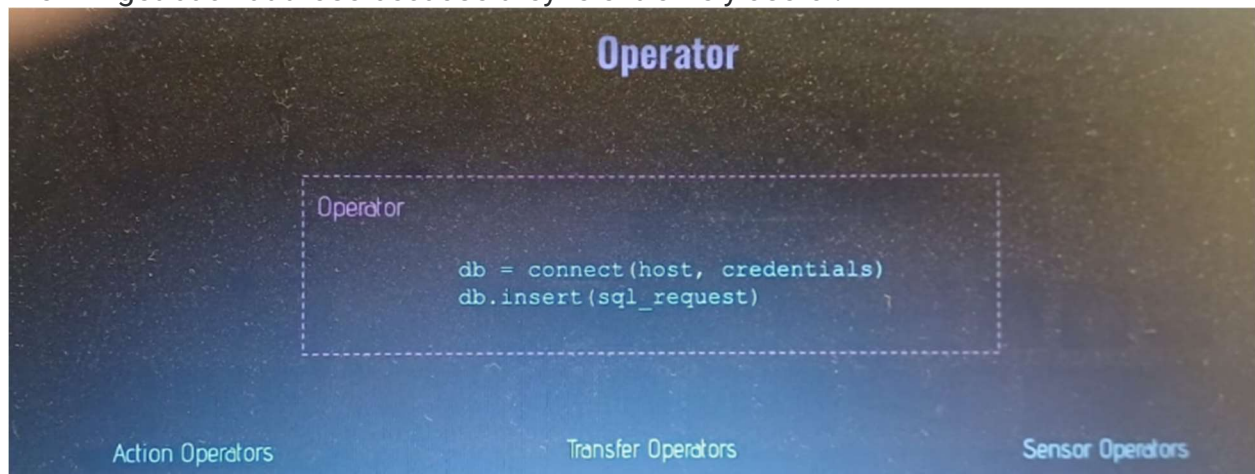 Operator
Operator
db = connect(host, credentials)
db.insert(sql_request)
Action Operators
Transfer Operators
Sensor Operators